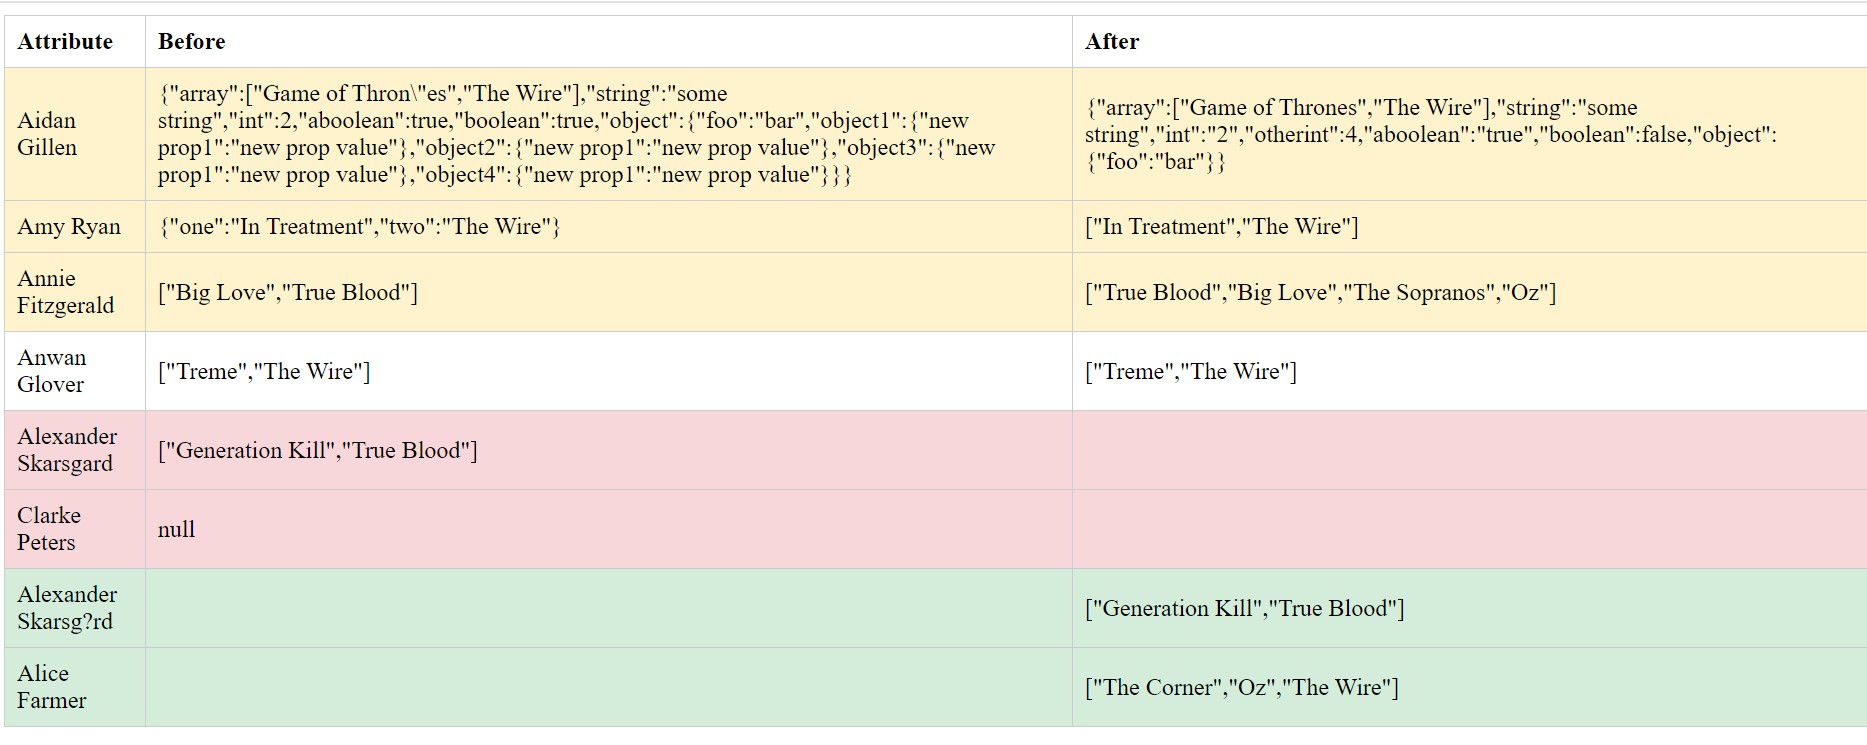 Attribute Before After
Aidan
Gillen
{"array":["Game of Thron\"es","The Wire"],"string":"some
string","int":2,"aboolean":true,"boolean":true,"object":{"foo":"bar","object1":{"new
prop1":"new prop value"},"object2":{"new prop1":"new prop value"},"object3":{"new
prop1":"new prop value"},"object4":{"new prop1":"new prop value"}}}
{"array":["Game of Thrones","The Wire"],"string":"some
string","int":"2","otherint":4,"aboolean":"true","boolean":false,"object":
{"foo":"bar"}}
Amy Ryan {"one":"In Treatment","two":"The Wire"} ["In Treatment","The Wire"]
Annie
Fitzgerald
["Big Love","True Blood"] ["True Blood","Big Love","The Sopranos","Oz"]
Anwan
Glover
["Treme","The Wire"] ["Treme","The Wire"]
Alexander
Skarsgard
["Generation Kill","True Blood"]
Clarke
Peters
null
Alexander
Skarsg?rd
["Generation Kill","True Blood"]
Alice
Farmer
["The Corner","Oz","The Wire"]